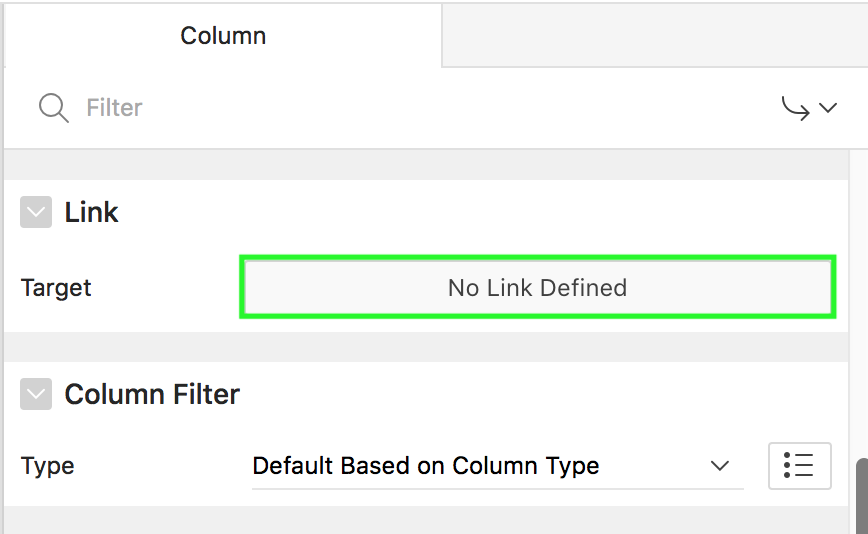 Column
Filter
Link
Target
No Link Defined
Column Filter
Type
Default Based on Column Type